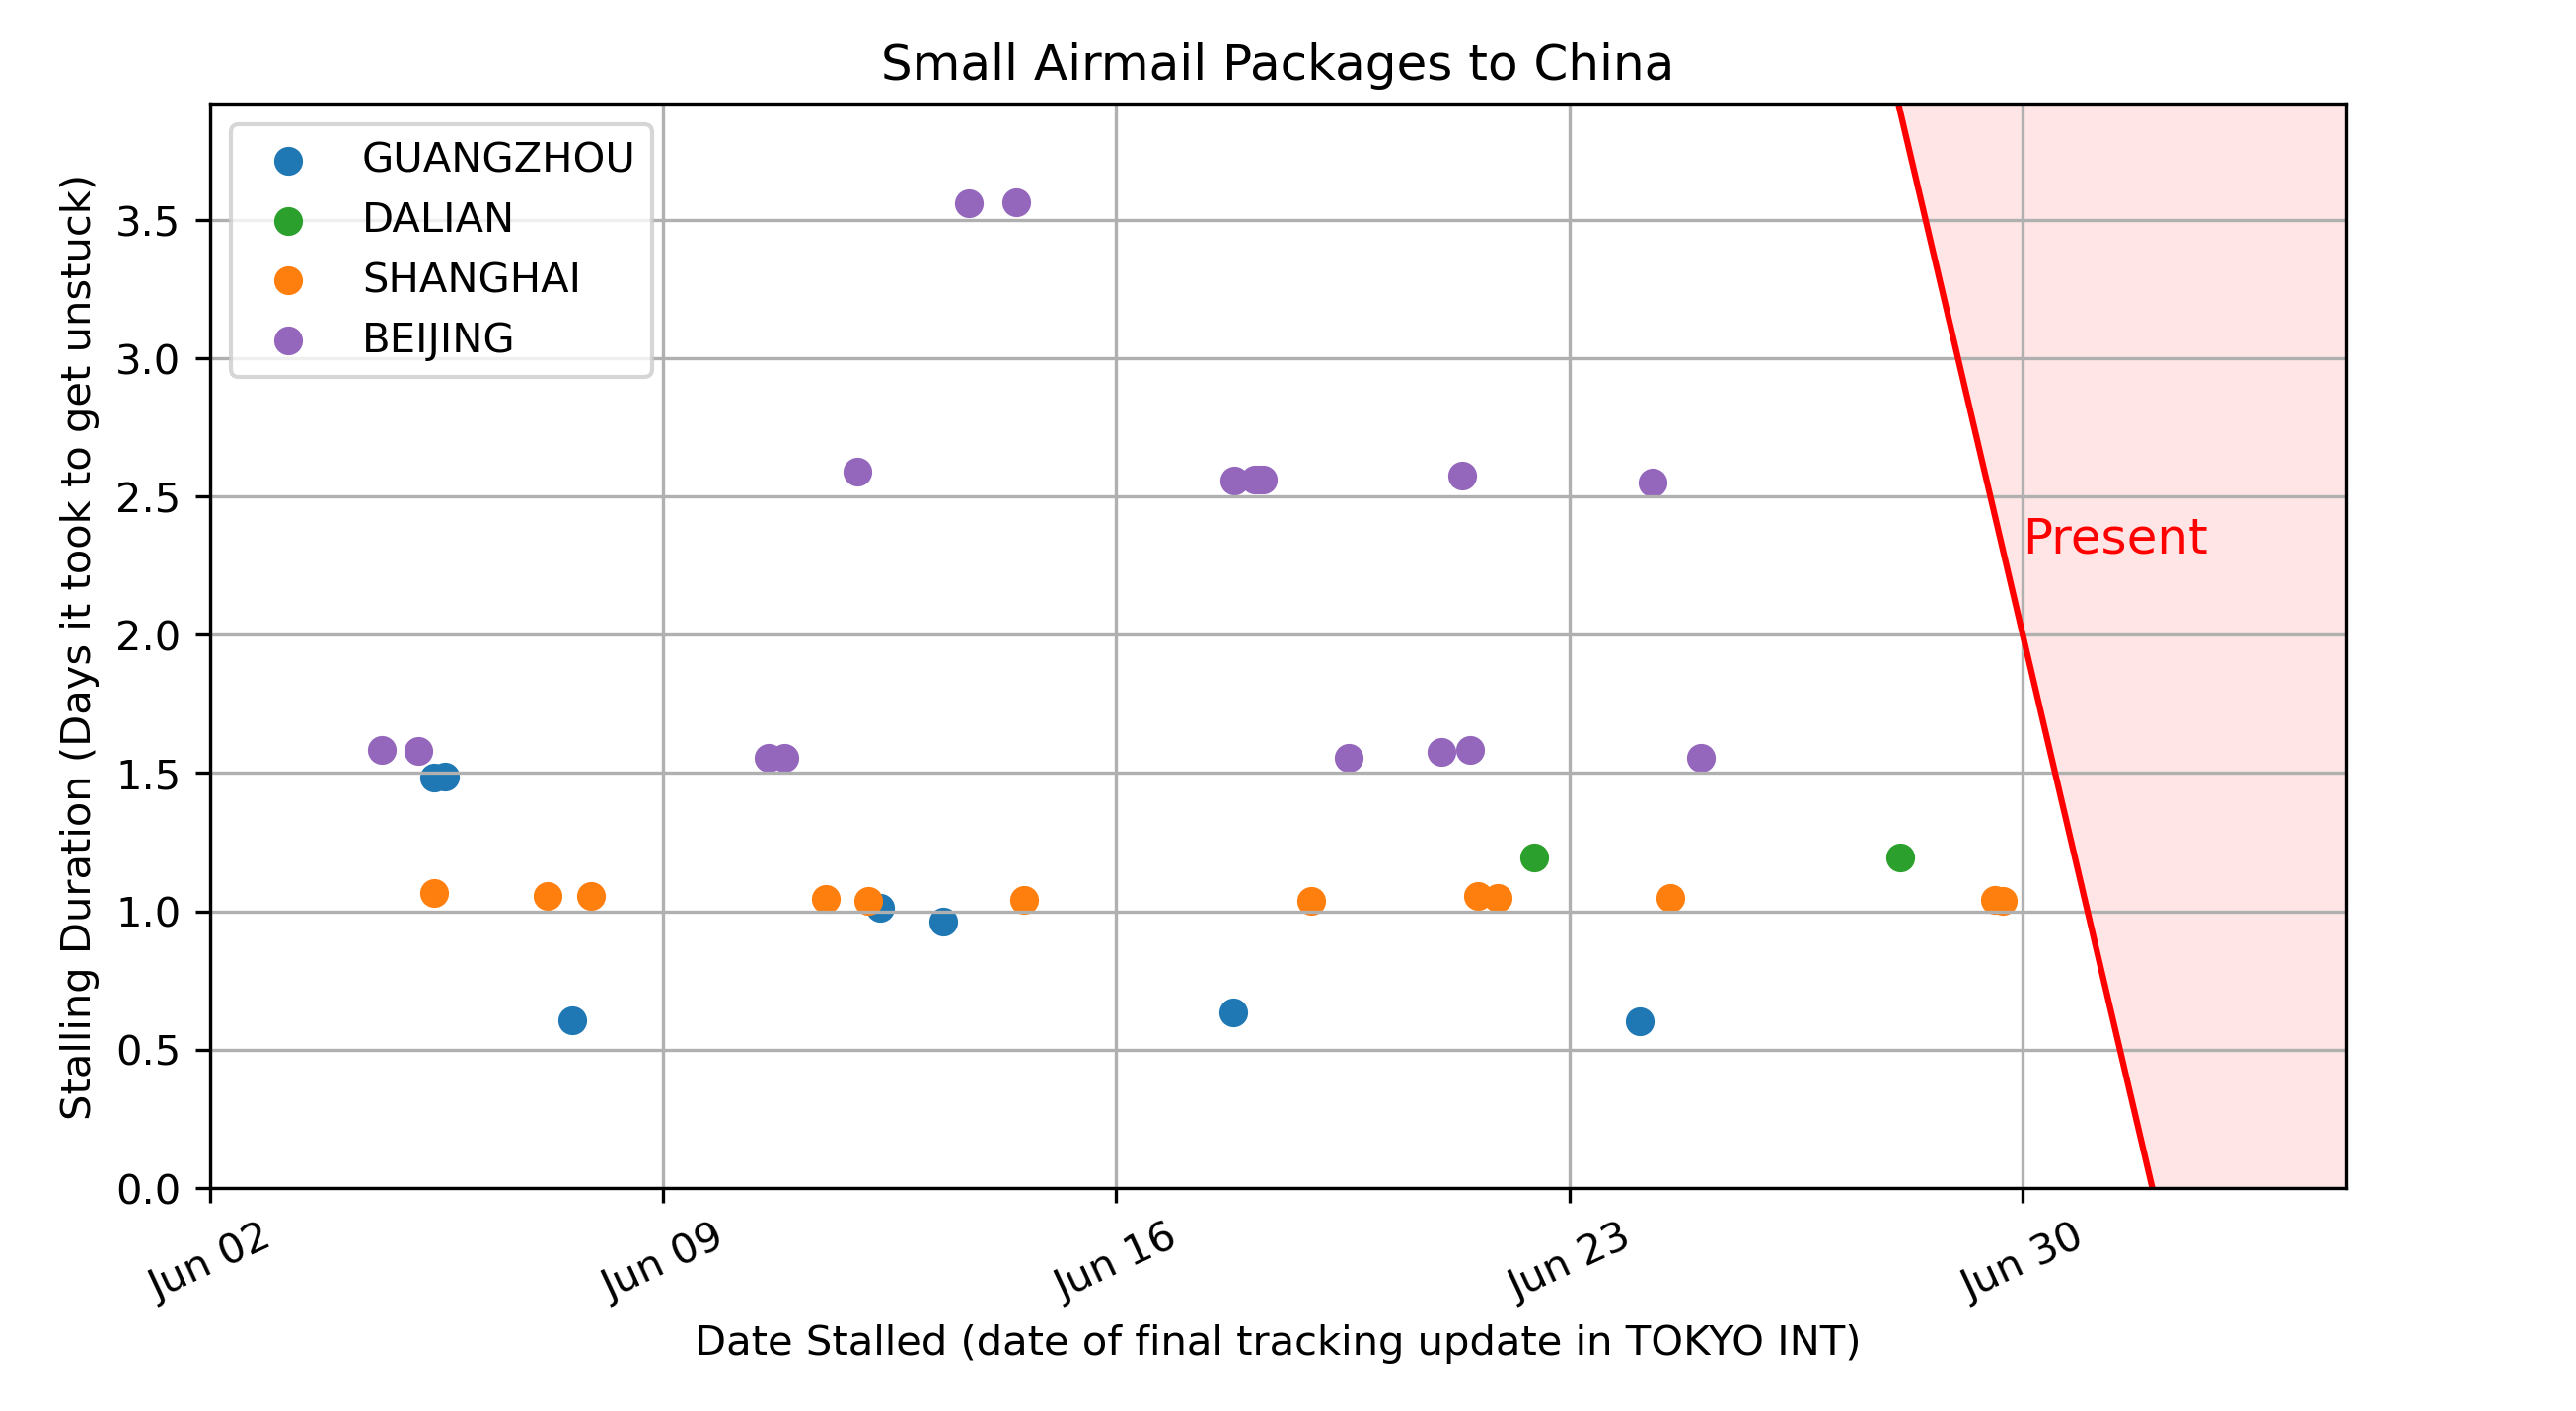 Small Airmail Packages to China
GUANGZHOU
DALIAN
SHANGHAI
BEIJING
Stalling Duration (Days it took to get unstuck)
3.5
3.0
2.5
2.0
1.5
1.0
0.5
0.0
Present
Jun 02
Jun 09
Jun 16
Jun 23
Jun 30
Date Stalled (date of final tracking update in TOKYO INT)